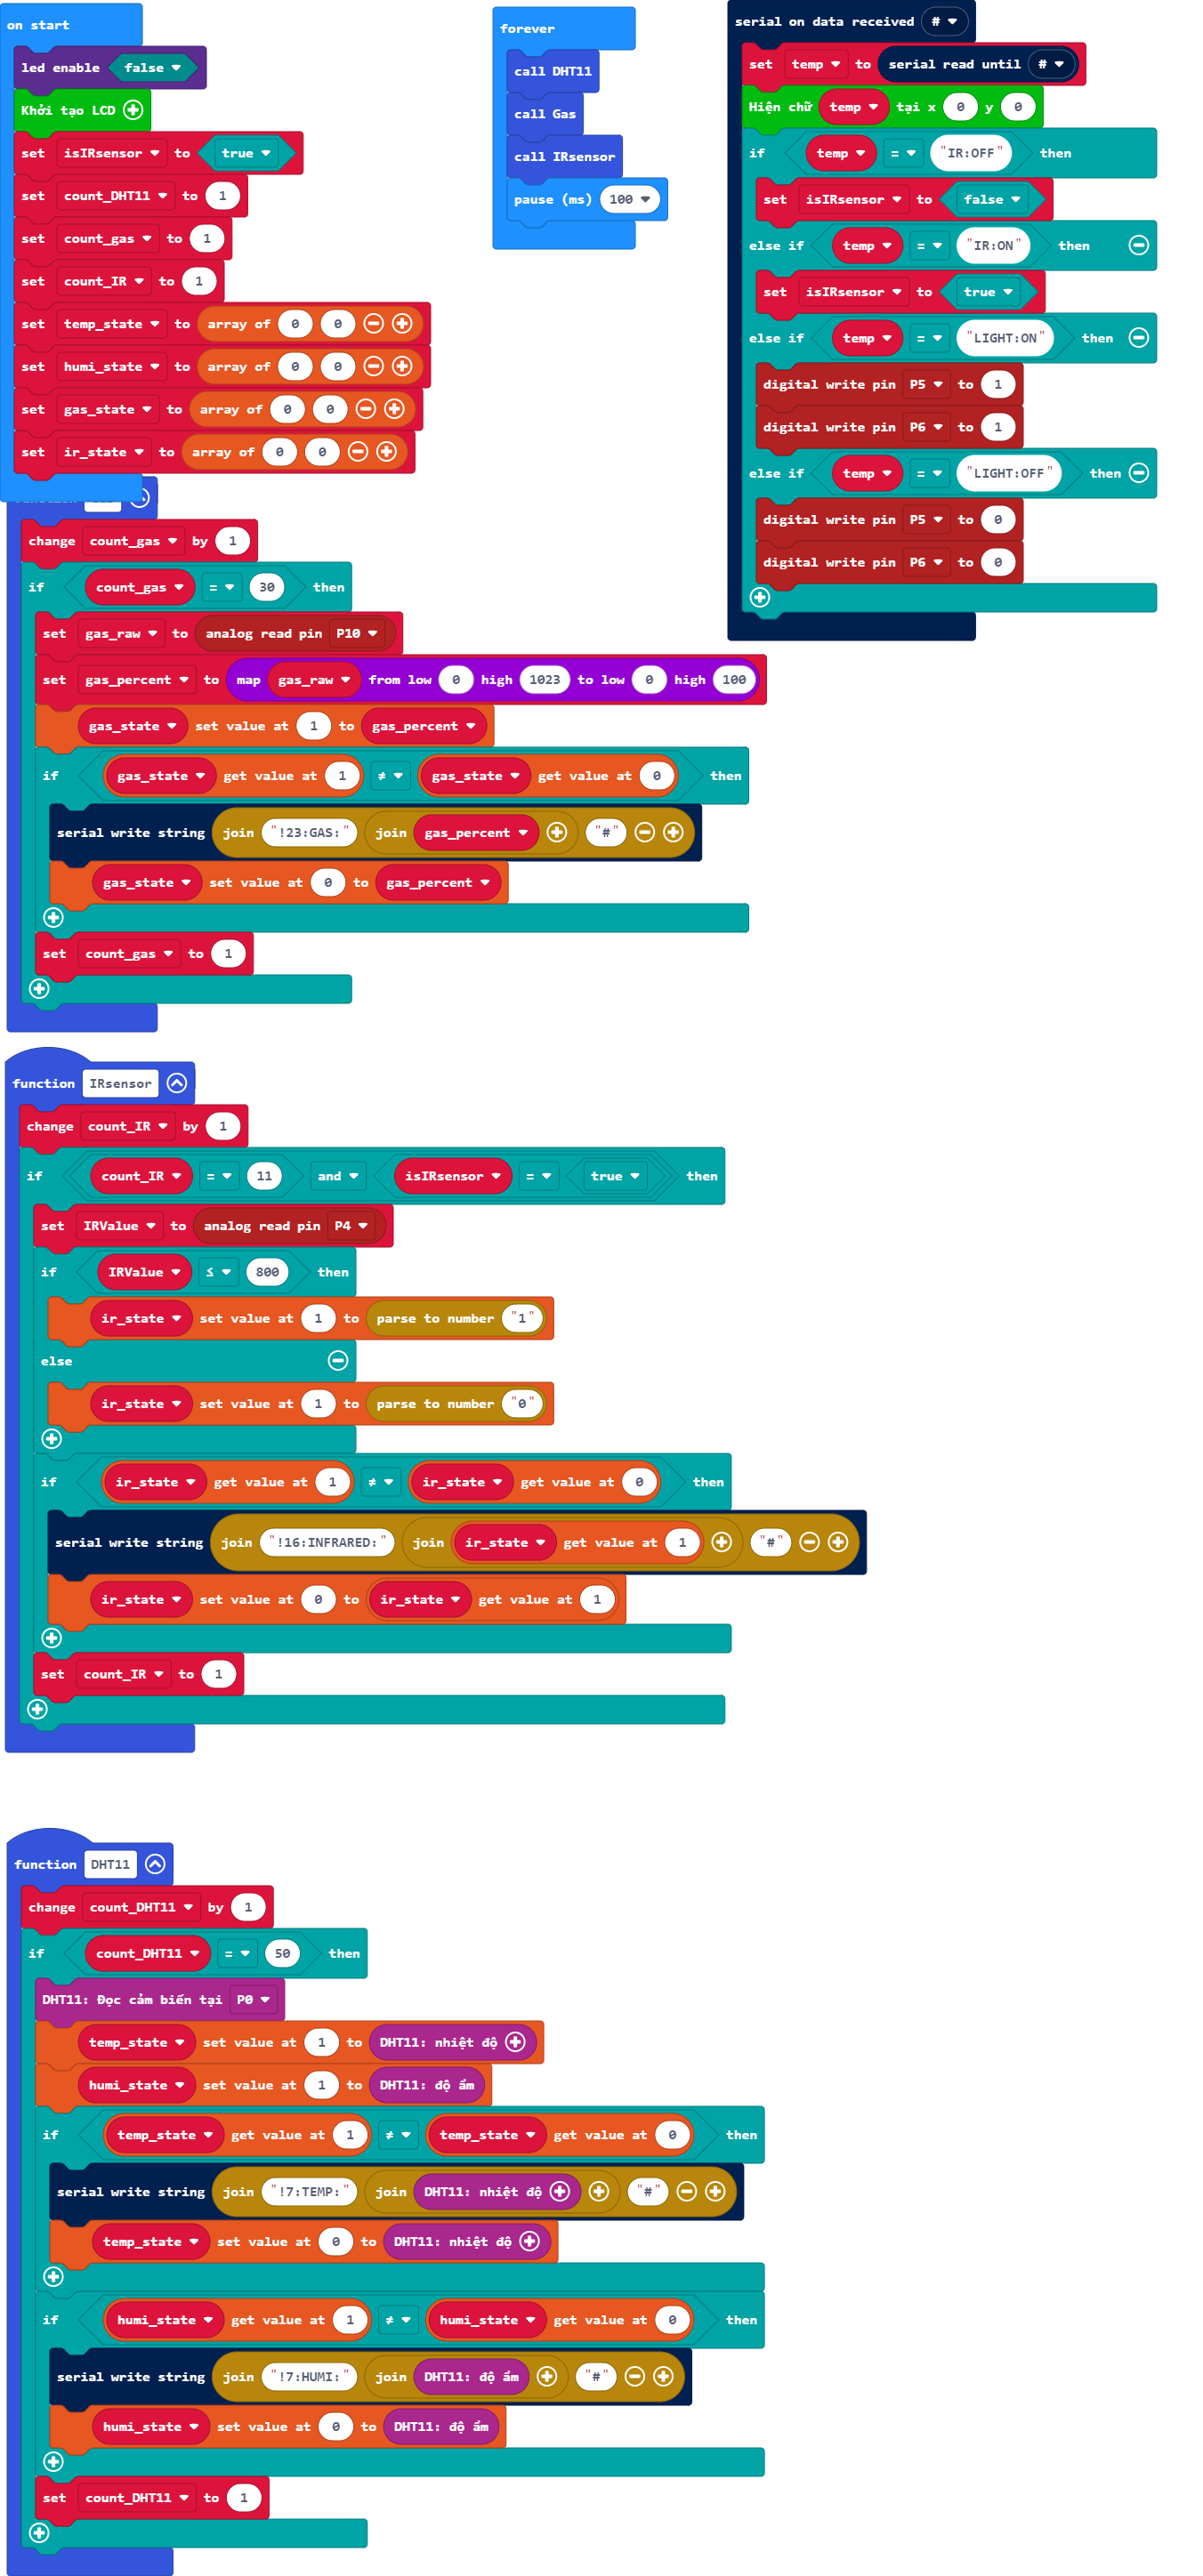 on start
led enable false
Khởi tạo LCD
set isIRsensor to true
set count_DHT11 to 1
set count_gas to 1
set count_IR to 1
set temp_state to array of 0 0
set humi_state to array of 0 0
set gas_state to array of 0 0
set ir_state to array of 0 0
forever
call DHT11
call Gas
call IRsensor
pause (ms) 100
serial on data received #
set temp to serial read until #
Hiện chữ temp tại x 0 y 0
if temp = "IR:OFF" then
set isIRsensor to false
else if temp = "IR:ON" then
set isIRsensor to true
else if temp = "LIGHT:ON" then
digital write pin P5 to 1
digital write pin P6 to 1
else if temp = "LIGHT:OFF" then
digital write pin P5 to 0
digital write pin P6 to 0
change count_gas by 1
if count_gas = 30 then
set gas_raw to analog read pin P10
set gas_percent to map gas_raw from low 0 high 1023 to low 0 high 100
gas_state set value at 1 to gas_percent
if gas_state get value at 1 ≠ gas_state get value at 0 then
serial write string join "!23:GAS:" join gas_percent "#"
gas_state set value at 0 to gas_percent
set count_gas to 1
function IRsensor
change count_IR by 1
if count_IR = 11 and isIRsensor = true then
set IRValue to analog read pin P4
if IRValue ≤ 800 then
ir_state set value at 1 to parse to number "1"
else
ir_state set value at 1 to parse to number "0"
if ir_state get value at 1 ≠ ir_state get value at 0 then
serial write string join "!16:INFRARED:" join ir_state get value at 1 "#"
ir_state set value at 0 to ir_state get value at 1
set count_IR to 1
function DHT11
change count_DHT11 by 1
if count_DHT11 = 50 then
DHT11: Đọc cảm biến tại P0
temp_state set value at 1 to DHT11: nhiệt độ
humi_state set value at 1 to DHT11: độ ẩm
if temp_state get value at 1 ≠ temp_state get value at 0 then
serial write string join "!7:TEMP:" join DHT11: nhiệt độ "#"
temp_state set value at 0 to DHT11: nhiệt độ
if humi_state get value at 1 ≠ humi_state get value at 0 then
serial write string join "!7:HUMI:" join DHT11: độ ẩm "#"
humi_state set value at 0 to DHT11: độ ẩm
set count_DHT11 to 1